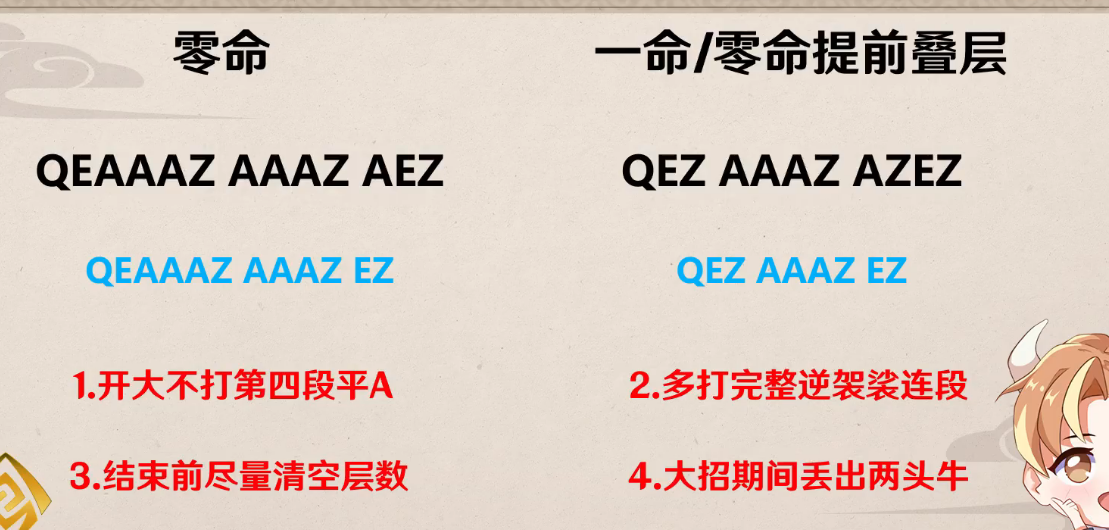 零命
一命/零命提前叠层
QEAAAZ AAAZ AEZ
QEZ AAAZ AZEZ
QEAAAZ AAAZ EZ
QEZ AAAZ EZ
1.开大不打第四段平A
2.多打完整逆袈裟连段
3.结束前尽量清空层数
4.大招期间丢出两头牛